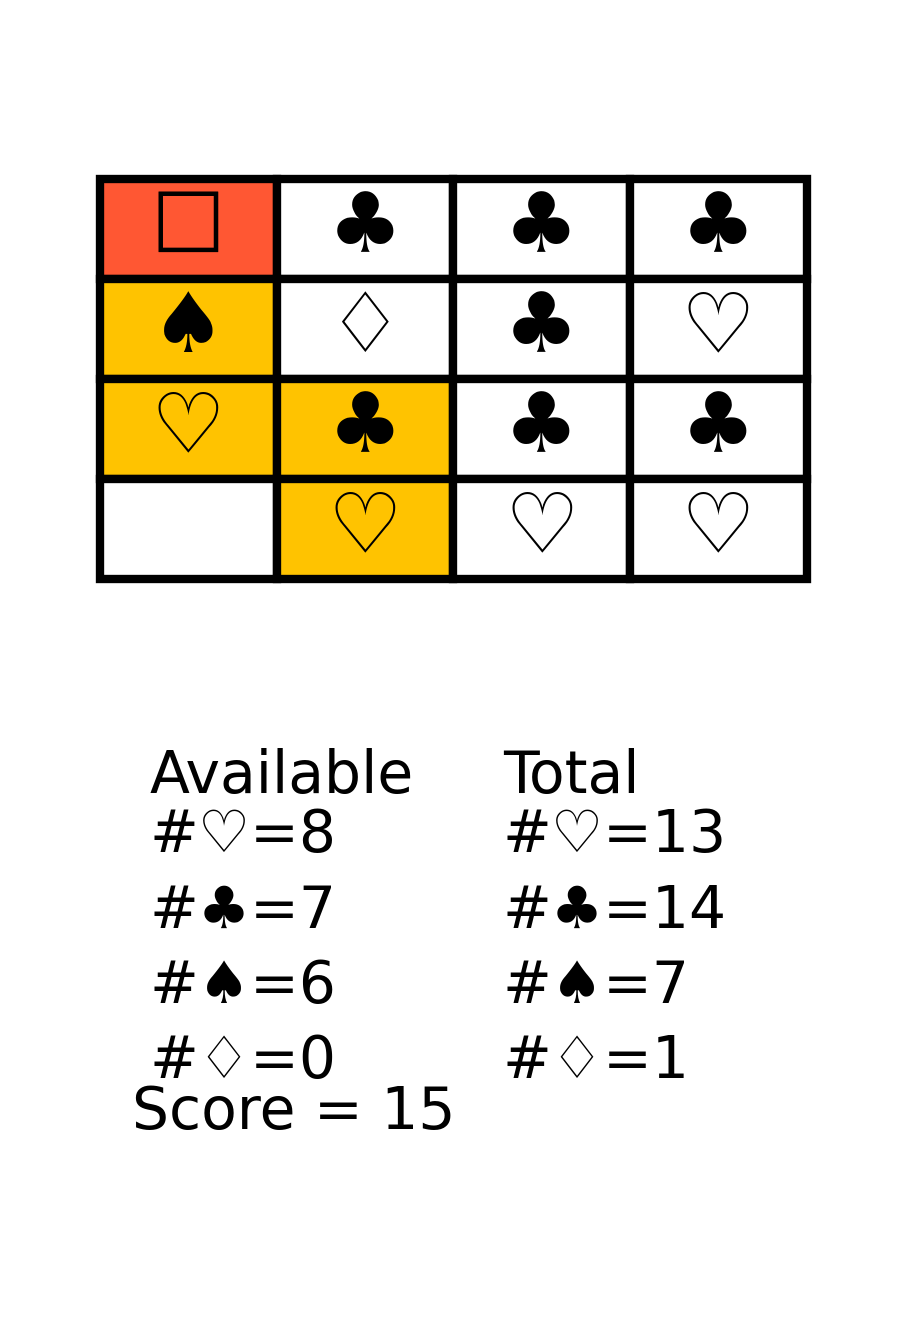 □ ♣ ♣ ♣
♠ ♢ ♣ ♡
♡ ♣ ♣ ♣
♡ ♡ ♡
Available Total
#♡=8 #♡=13
#♣=7 #♣=14
#♠=6 #♠=7
#♢=0 #♢=1
Score = 15